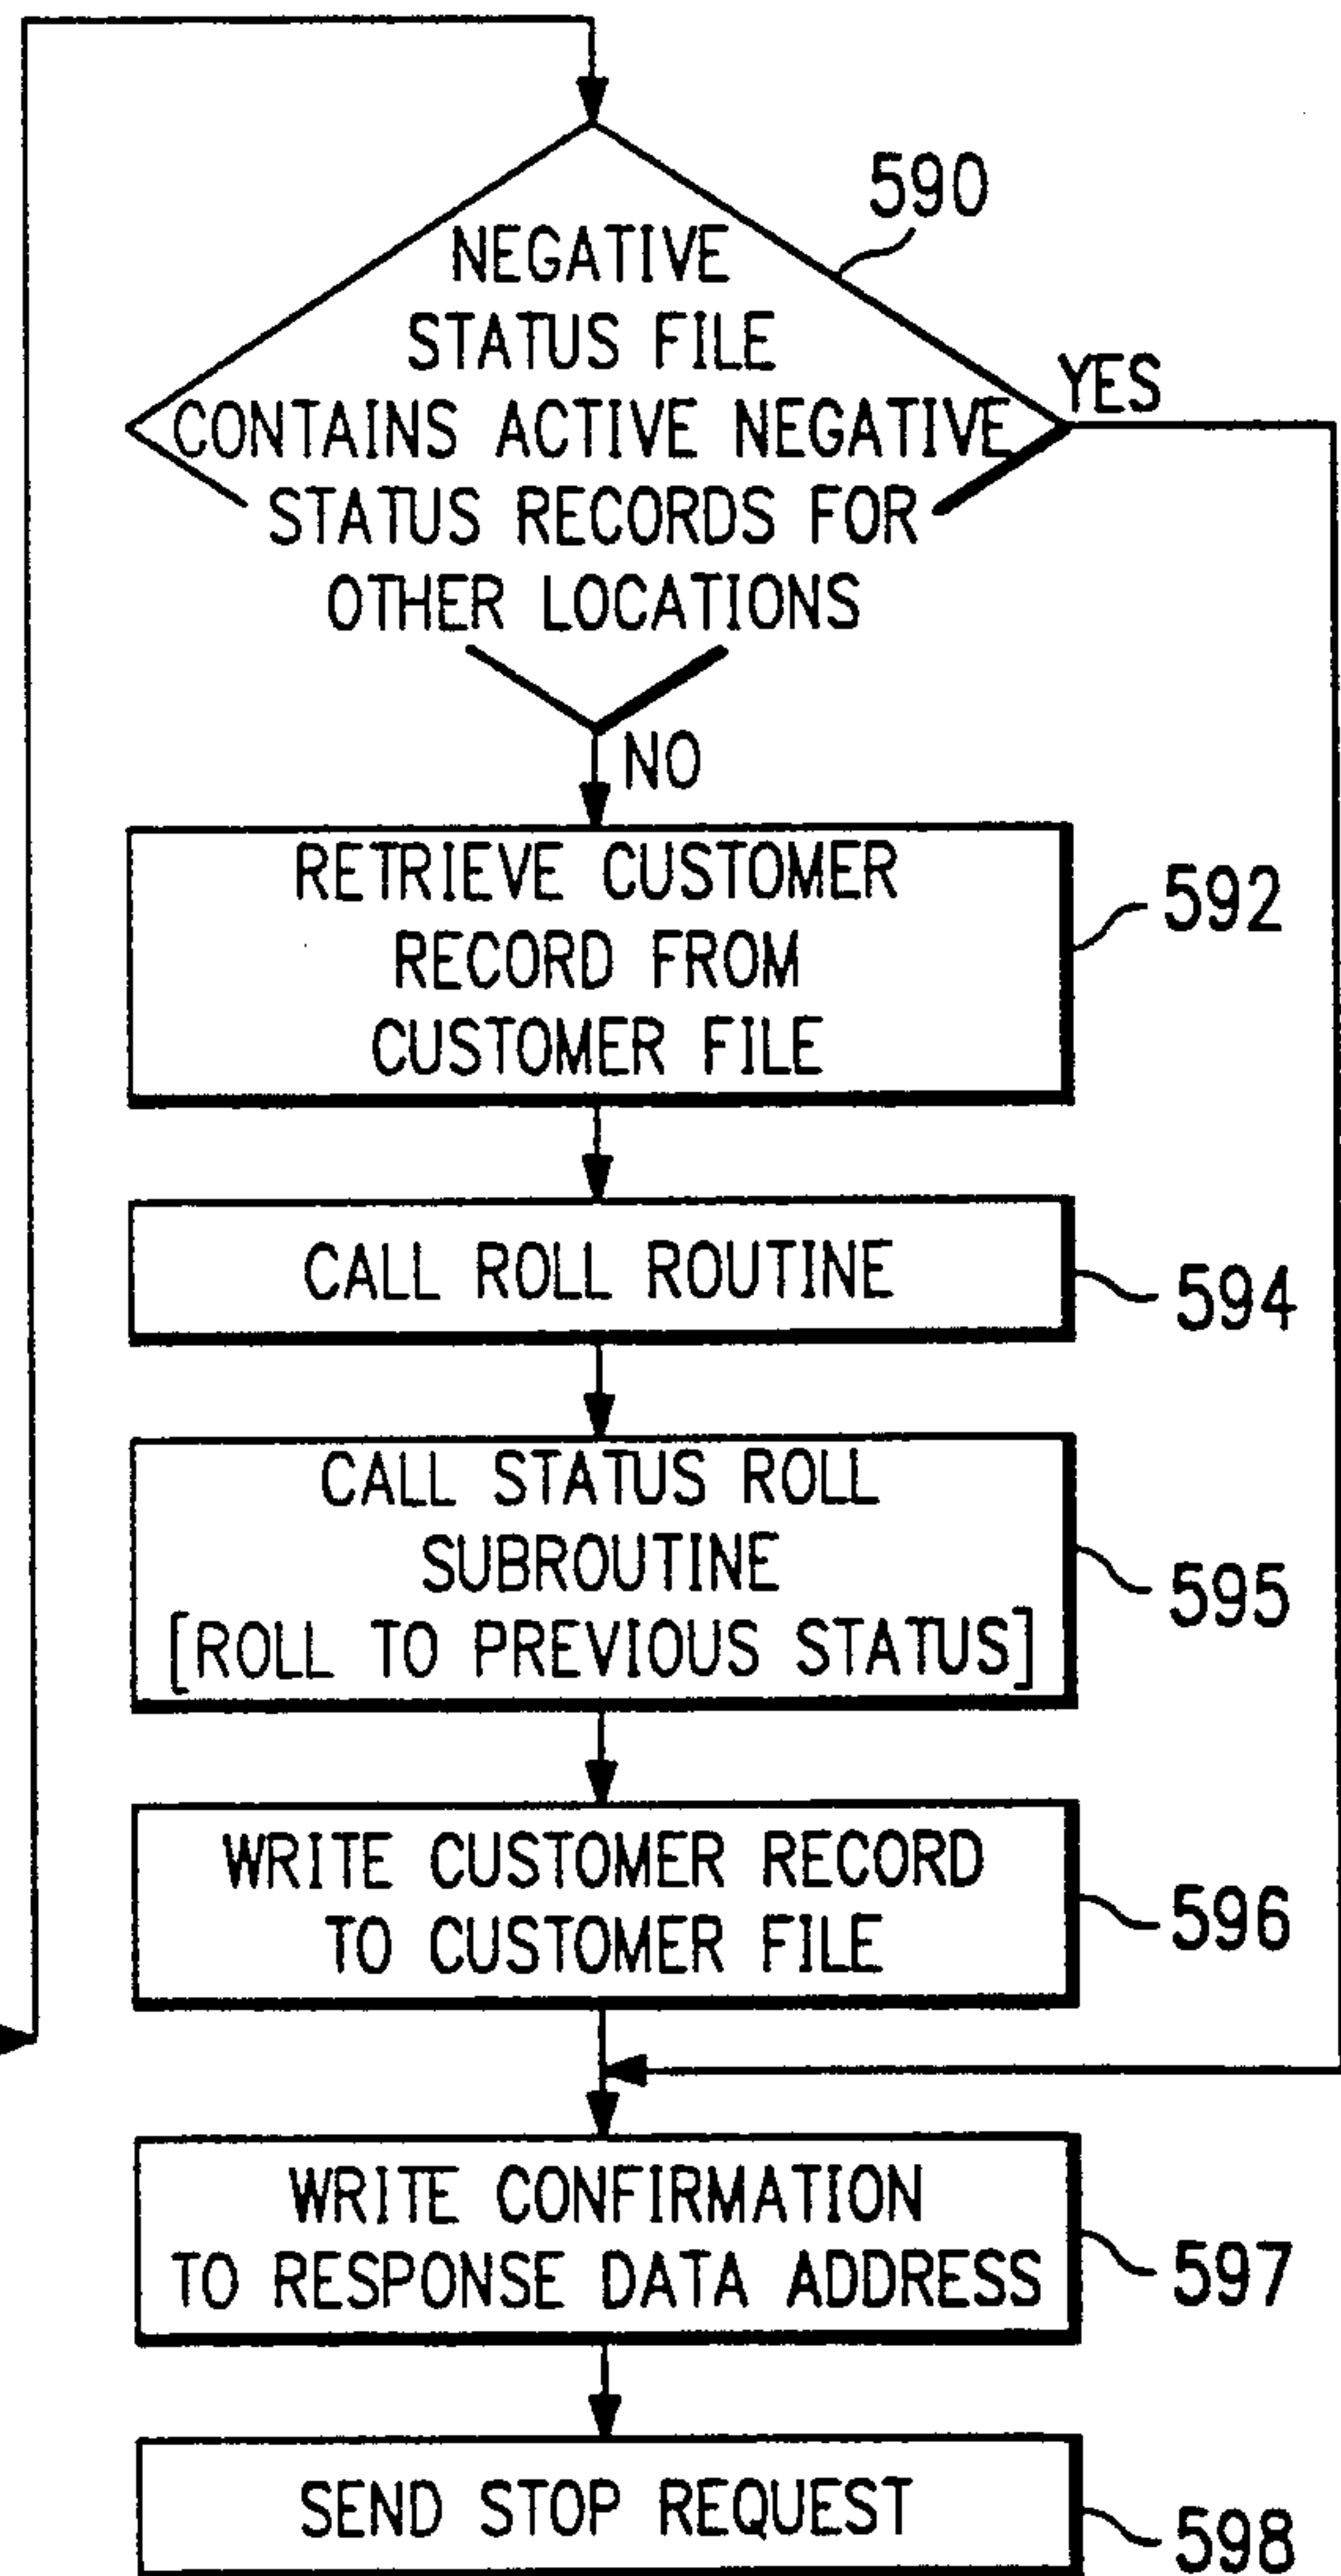 590
NEGATIVE
STATUS FILE
CONTAINS ACTIVE NEGATIVE
STATUS RECORDS FOR
OTHER LOCATIONS
YES
NO
RETRIEVE CUSTOMER
RECORD FROM
CUSTOMER FILE
592
CALL ROLL ROUTINE
594
CALL STATUS ROLL
SUBROUTINE
[ROLL TO PREVIOUS STATUS]
595
WRITE CUSTOMER RECORD
TO CUSTOMER FILE
596
WRITE CONFIRMATION
TO RESPONSE DATA ADDRESS
597
SEND STOP REQUEST
598